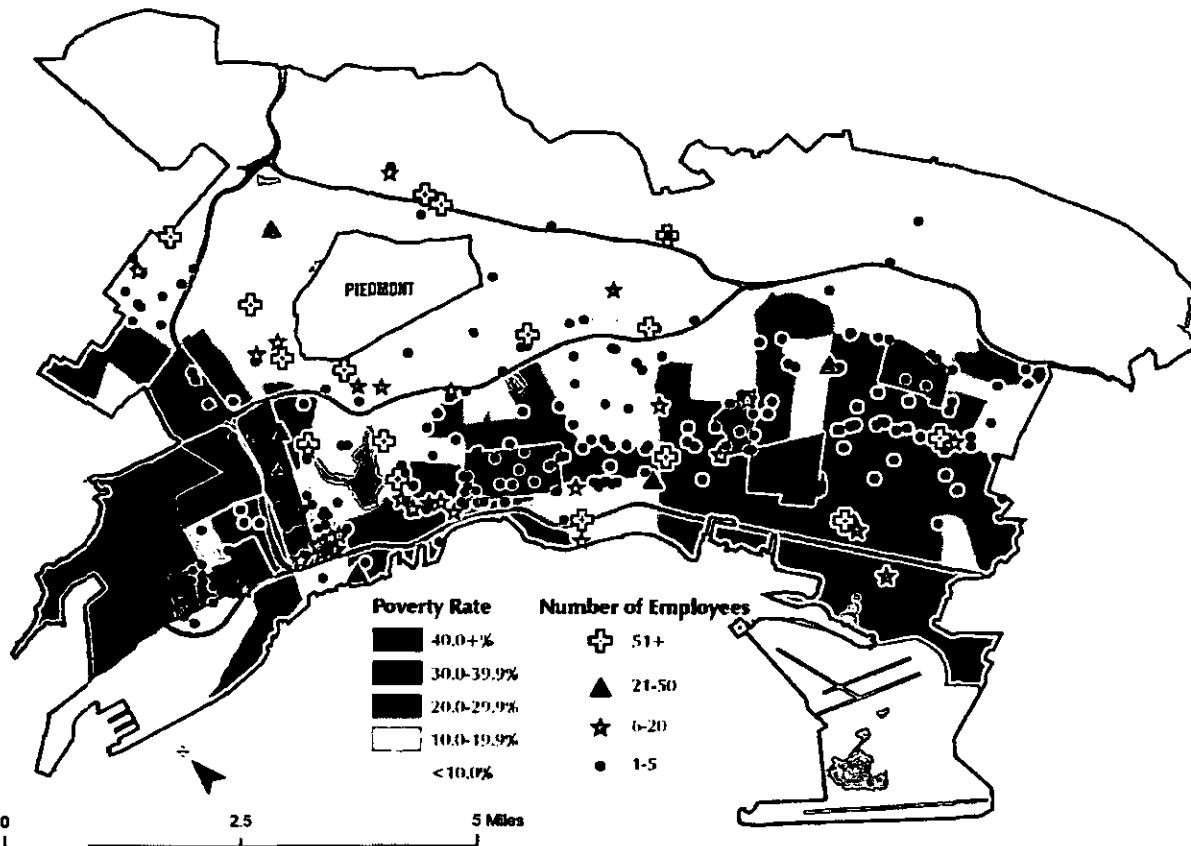 PIEDMONT
Poverty Rate
40.0+%
30.0-39.9%
20.0-29.9%
10.0-19.9%
<10.0%
Number of Employees
51+
21-50
6-20
1-5
0 2.5 5 Miles